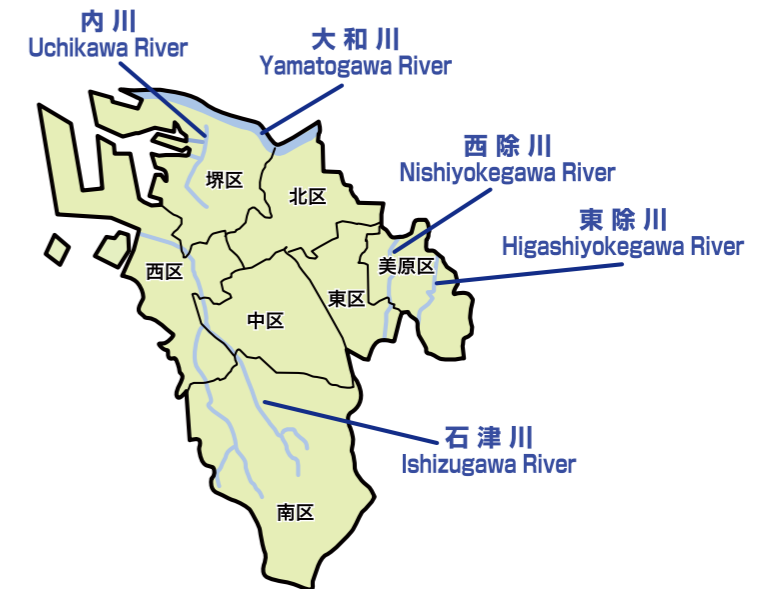 内川
Uchikawa River
大和川
Yamatogawa River
西除川
Nishiyokegawa River
東除川
Higashiyokegawa River
堺区
北区
西区
美原区
東区
中区
石津川
Ishizugawa River
南区